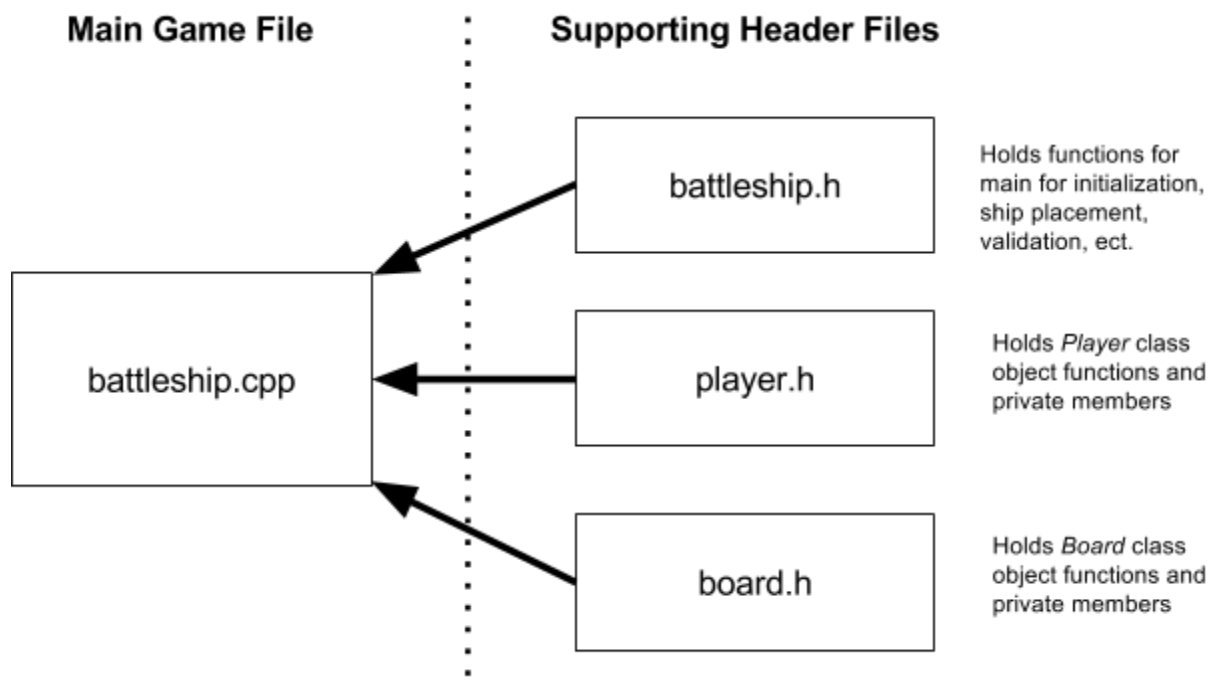 Main Game File
Supporting Header Files
battleship.h
Holds functions for
main for initialization,
ship placement,
validation, ect.
battleship.cpp
player.h
Holds Player class
object functions and
private members
board.h
Holds Board class
object functions and
private members